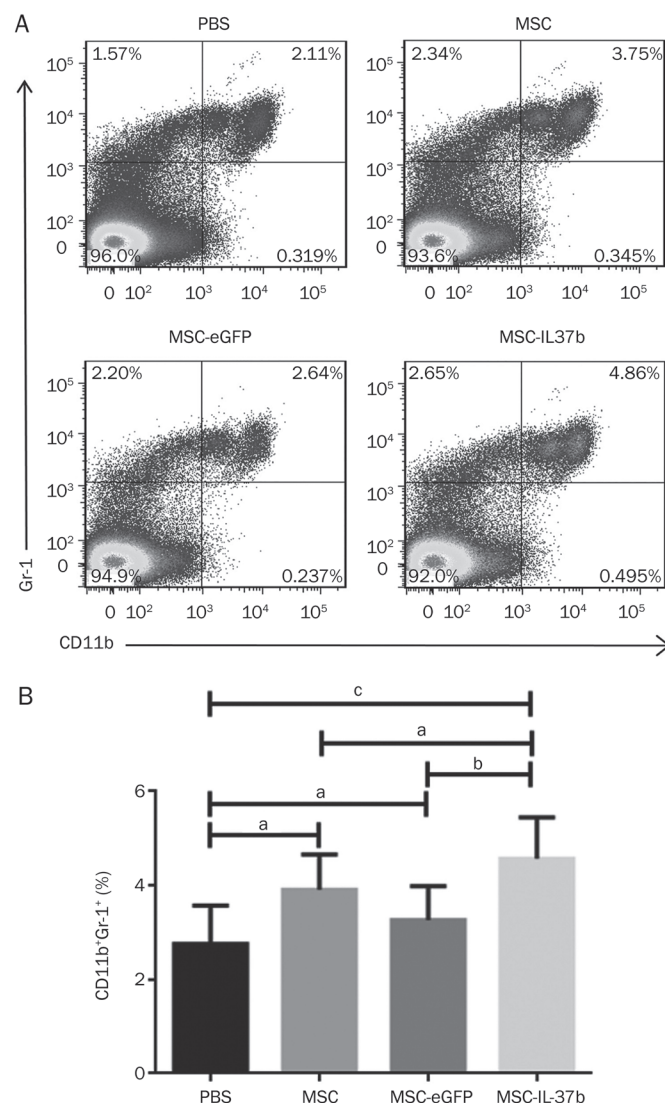 A
PBS
MSC
1.57%
2.11%
2.34%
3.75%
10⁵
10⁴
10³
10²
0
10⁵
10⁴
10³
10²
0
96.0%
0.319%
93.6%
0.345%
0 10² 10³ 10⁴ 10⁵
0 10² 10³ 10⁴ 10⁵
MSC-eGFP
MSC-IL37b
2.20%
2.64%
2.65%
4.86%
10⁵
10⁴
10³
10²
0
10⁵
10⁴
10³
10²
0
94.9%
0.237%
92.0%
0.495%
0 10² 10³ 10⁴ 10⁵
0 10² 10³ 10⁴ 10⁵
Gr-1
CD11b
B
c
a
b
a
a
CD11b⁺Gr-1⁺ (%)
6
4
2
0
PBS
MSC
MSC-eGFP
MSC-IL-37b